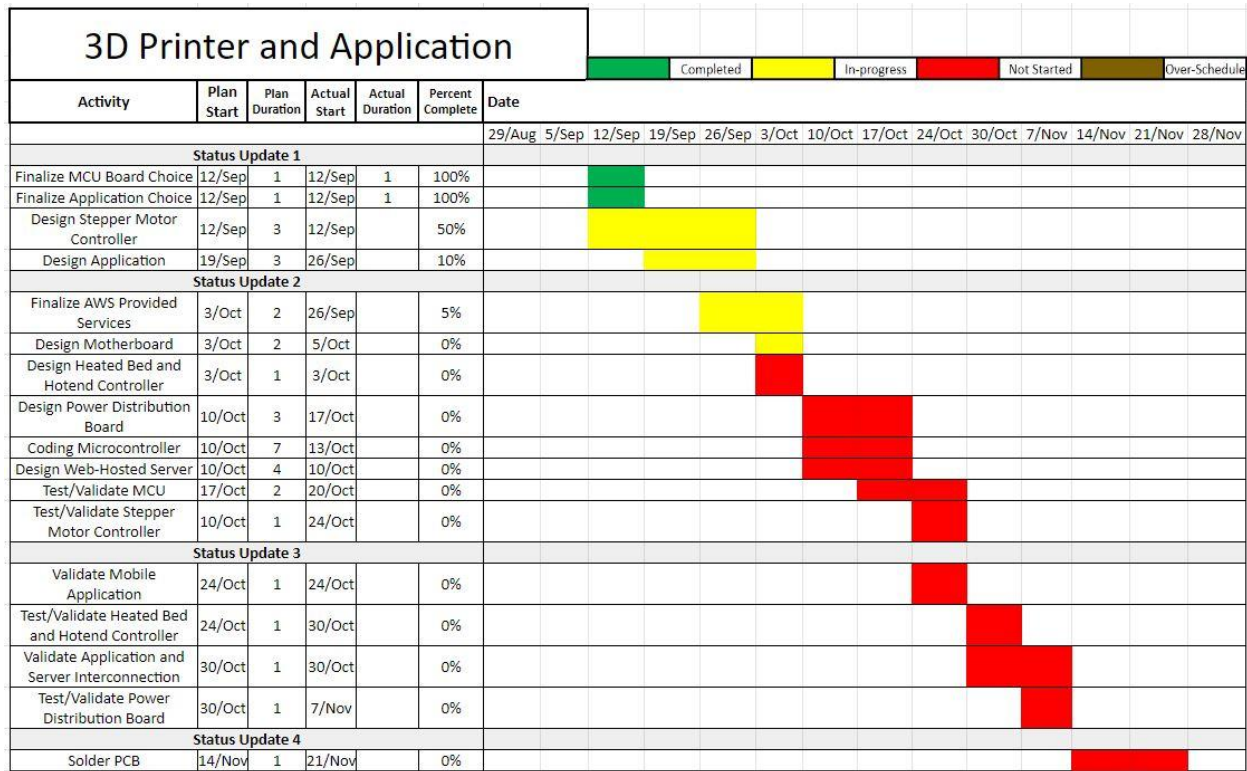 3D Printer and Application
Completed In-progress Not Started Over-Schedule
Activity Plan Start Plan Duration Actual Start Actual Duration Percent Complete Date
29/Aug 5/Sep 12/Sep 19/Sep 26/Sep 3/Oct 10/Oct 17/Oct 24/Oct 30/Oct 7/Nov 14/Nov 21/Nov 28/Nov
Status Update 1
Finalize MCU Board Choice 12/Sep 1 12/Sep 1 100%
Finalize Application Choice 12/Sep 1 12/Sep 1 100%
Design Stepper Motor Controller 12/Sep 3 12/Sep 50%
Design Application 19/Sep 3 26/Sep 10%
Status Update 2
Finalize AWS Provided Services 3/Oct 2 26/Sep 5%
Design Motherboard 3/Oct 2 5/Oct 0%
Design Heated Bed and Hotend Controller 3/Oct 1 3/Oct 0%
Design Power Distribution Board 10/Oct 3 17/Oct 0%
Coding Microcontroller 10/Oct 7 13/Oct 0%
Design Web-Hosted Server 10/Oct 4 10/Oct 0%
Test/Validate MCU 17/Oct 2 20/Oct 0%
Test/Validate Stepper Motor Controller 10/Oct 1 24/Oct 0%
Status Update 3
Validate Mobile Application 24/Oct 1 24/Oct 0%
Test/Validate Heated Bed and Hotend Controller 24/Oct 1 30/Oct 0%
Validate Application and Server Interconnection 30/Oct 1 30/Oct 0%
Test/Validate Power Distribution Board 30/Oct 1 7/Nov 0%
Status Update 4
Solder PCB 14/Nov 1 21/Nov 0%